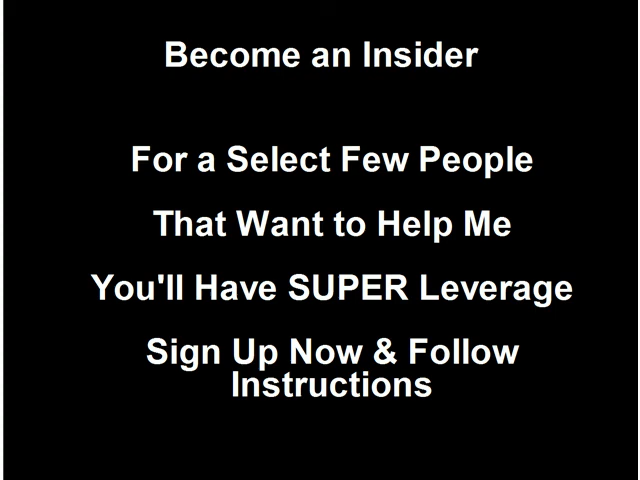 Become an Insider
For a Select Few People
That Want to Help Me
You'll Have SUPER Leverage
Sign Up Now & Follow
Instructions